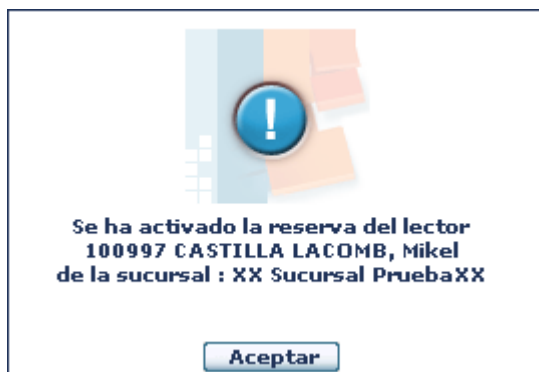 !
Se ha activado la reserva del lector
100997 CASTILLA LACOMB, Mikel
de la sucursal : XX Sucursal PruebaXX
Aceptar